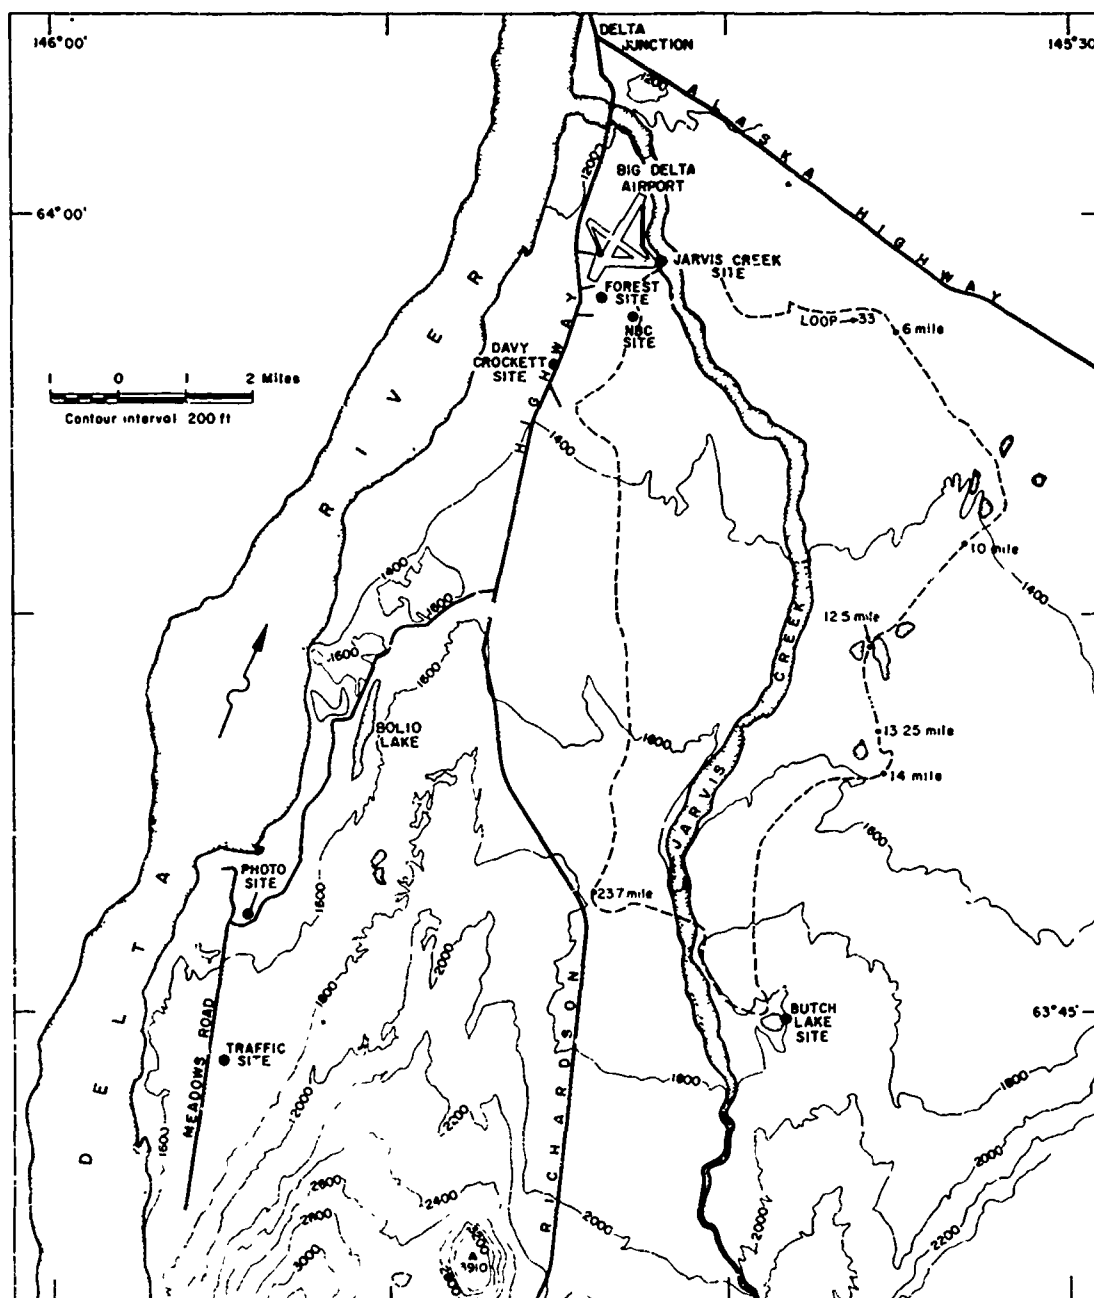 146°00'
DELTA
JUNCTION
145°30
1200
ALASKA HIGHWAY
1200
BIG DELTA
AIRPORT
64°00'
JARVIS CREEK
SITE
FOREST
SITE
LOOP 33
6 mile
NBC
SITE
DAVY
CROCKETT
SITE
1 0 1 2 Miles
Contour interval 200 ft
1400
1400
10 mile
1400
1600
12.5 mile
1600
1600
BOLIO
LAKE
1600
13.25 mile
14 mile
1600
JARVIS CREEK
PHOTO
SITE
1600
23.7 mile
2000
1800
BUTCH
LAKE
SITE
63°45'
TRAFFIC
SITE
MEADOWS ROAD
DELTA RIVER
RICHARDSON HIGHWAY
1600
2000
2200
1800
1800
2000
2200
2600
2400
2000
2000
2800
3000
3910